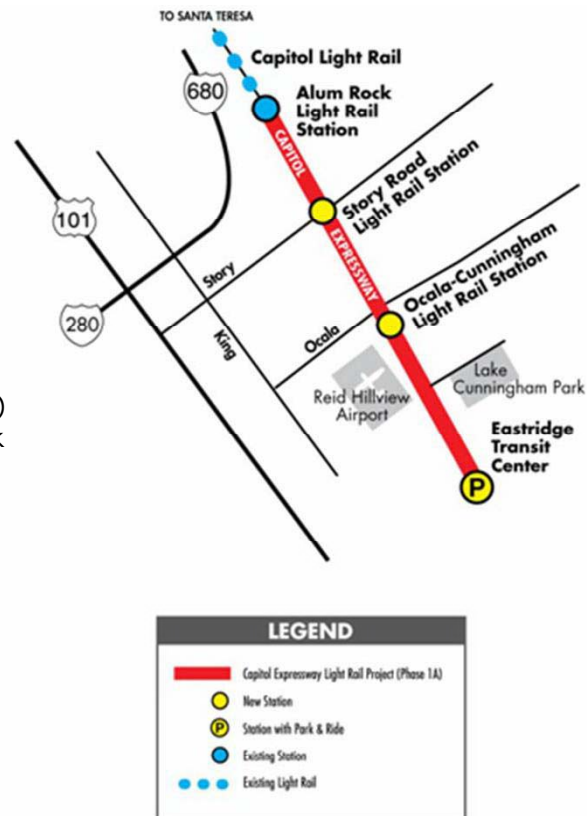 TO SANTA TERESA
Capitol Light Rail
680
Alum Rock
Light Rail
Station
CAPITOL
101
Story Road
Light Rail Station
EXPRESSWAY
Story
Ocala-Cunningham
Light Rail Station
280
King
Ocala
Reid Hillview
Airport
Lake
Cunningham Park
)
k
Eastridge
Transit
Center
P
LEGEND
Capitol Expressway Light Rail Project (Phase 1A)
New Station
P Station with Park & Ride
Existing Station
Existing Light Rail